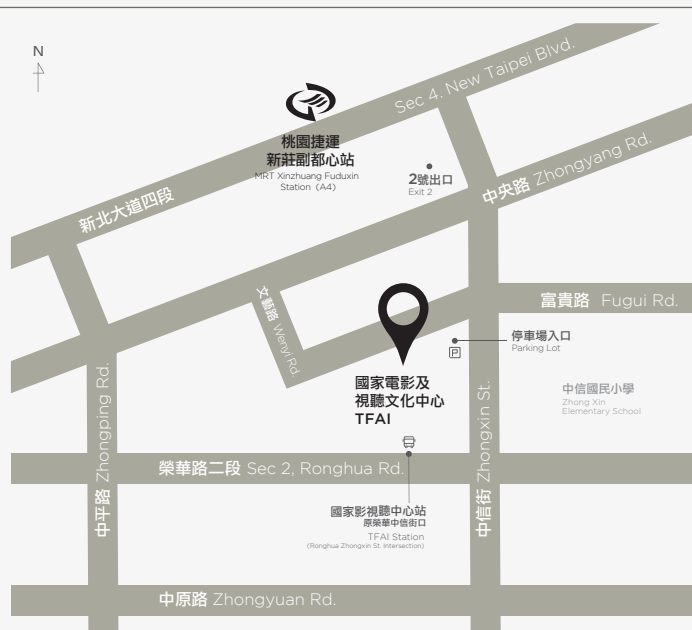 N
Sec 4, New Taipei Blvd.
桃園捷運
新莊副都心站
MRT Xinzhuang Fuduxin
Station (A4)
2號出口
Exit 2
中央路 Zhongyang Rd.
新北大道四段
文藝路 Wenyi Rd.
富貴路 Fugui Rd.
停車場入口
Parking Lot
P
國家電影及
視聽文化中心
TFAI
中信國民小學
Zhong Xin
Elementary School
中平路 Zhongping Rd.
中信街 Zhongxin St.
榮華路二段 Sec 2, Ronghua Rd.
國家影視聽中心站
原榮華中信街口
TFAI Station
(Ronghua Zhongxin St. Intersection)
中原路 Zhongyuan Rd.